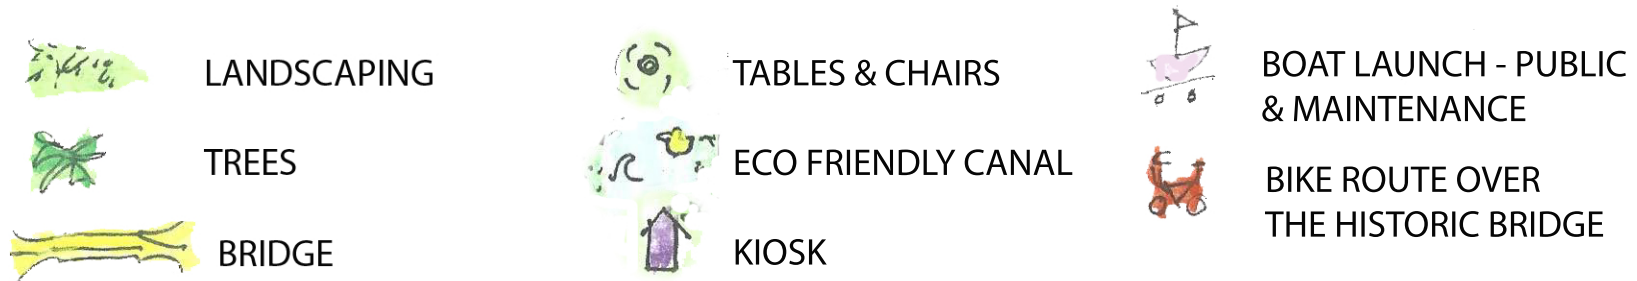 LANDSCAPING
TREES
BRIDGE
TABLES & CHAIRS
ECO FRIENDLY CANAL
KIOSK
BOAT LAUNCH - PUBLIC
& MAINTENANCE
BIKE ROUTE OVER
THE HISTORIC BRIDGE